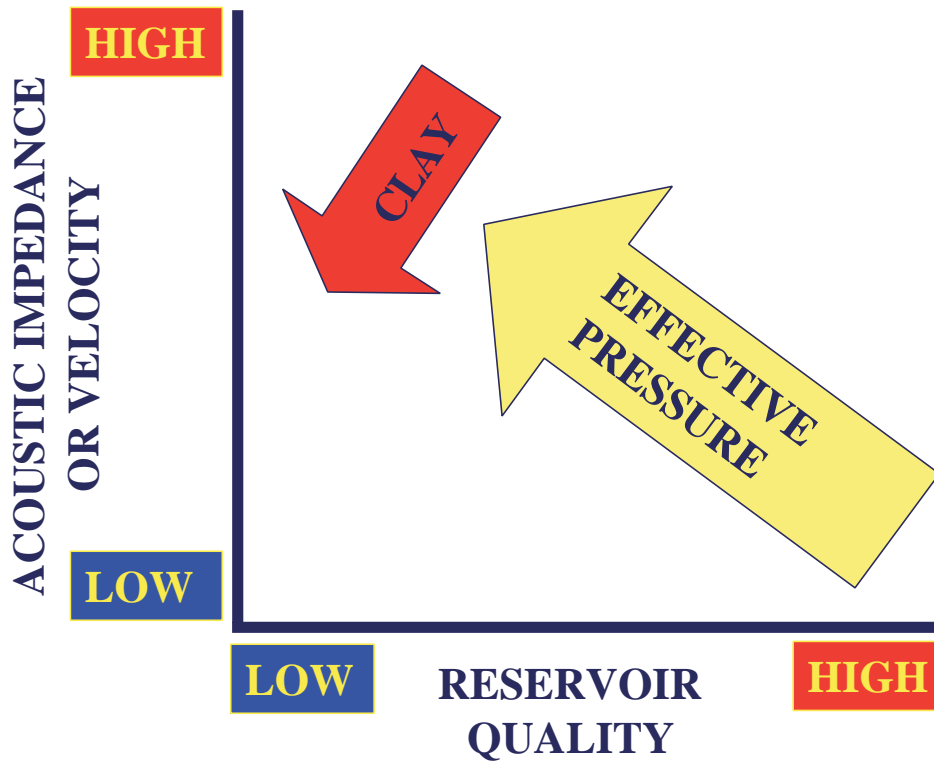 HIGH
ACOUSTIC IMPEDANCE
OR VELOCITY
CLAY
EFFECTIVE
PRESSURE
LOW
LOW
RESERVOIR
QUALITY
HIGH